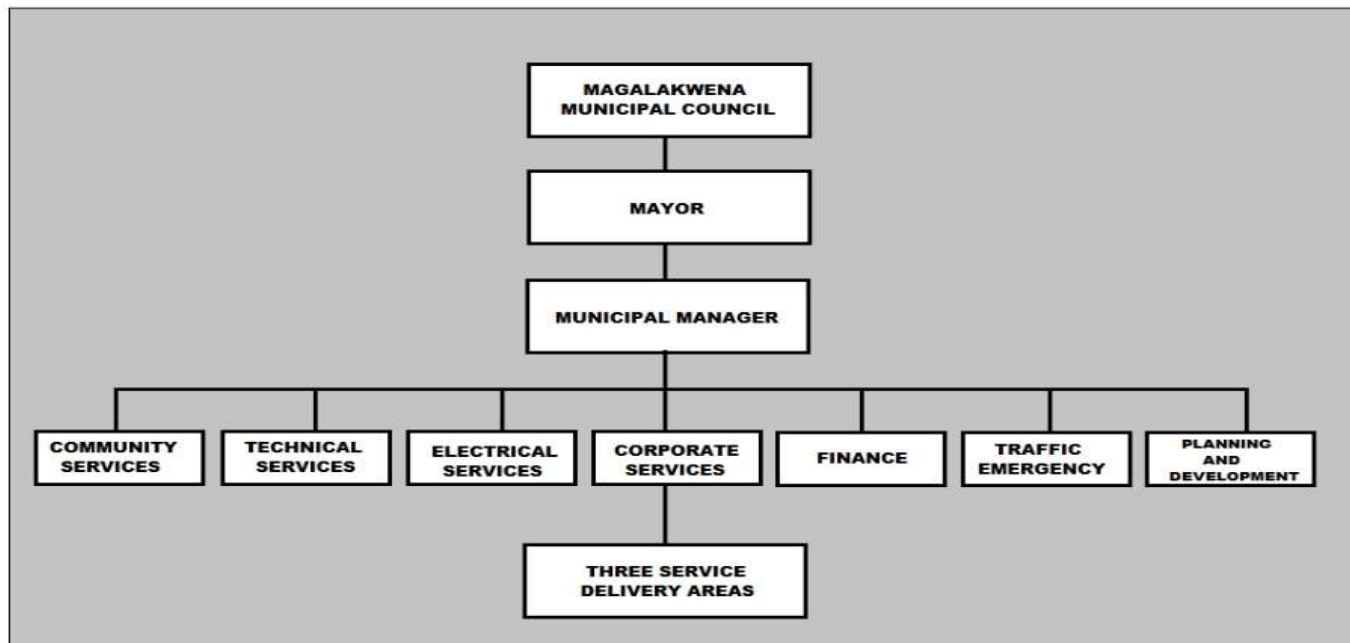 MAGALAKWENA
MUNICIPAL COUNCIL
MAYOR
MUNICIPAL MANAGER
COMMUNITY
SERVICES
TECHNICAL
SERVICES
ELECTRICAL
SERVICES
CORPORATE
SERVICES
FINANCE
TRAFFIC
EMERGENCY
PLANNING
AND
DEVELOPMENT
THREE SERVICE
DELIVERY AREAS